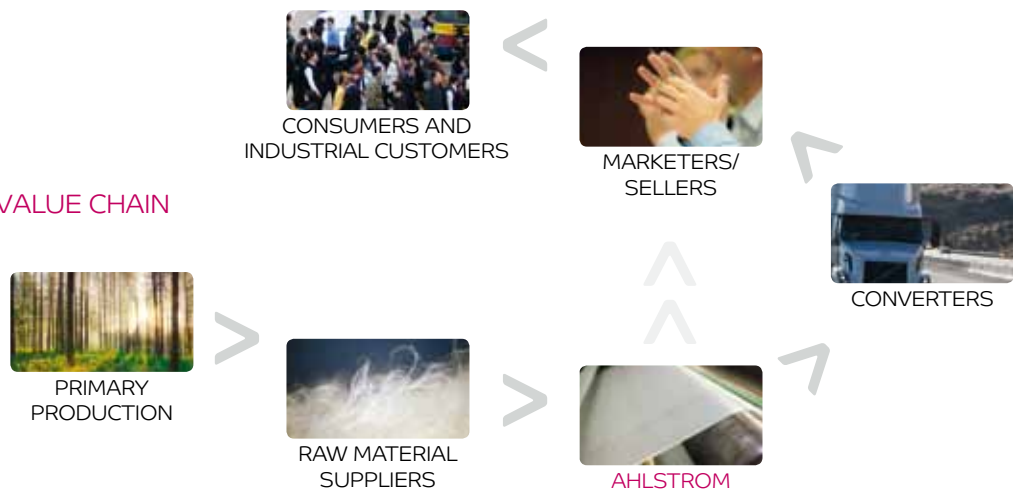 CONSUMERS AND
INDUSTRIAL CUSTOMERS
MARKETERS/
SELLERS
VALUE CHAIN
CONVERTERS
PRIMARY
PRODUCTION
RAW MATERIAL
SUPPLIERS
AHLSTROM